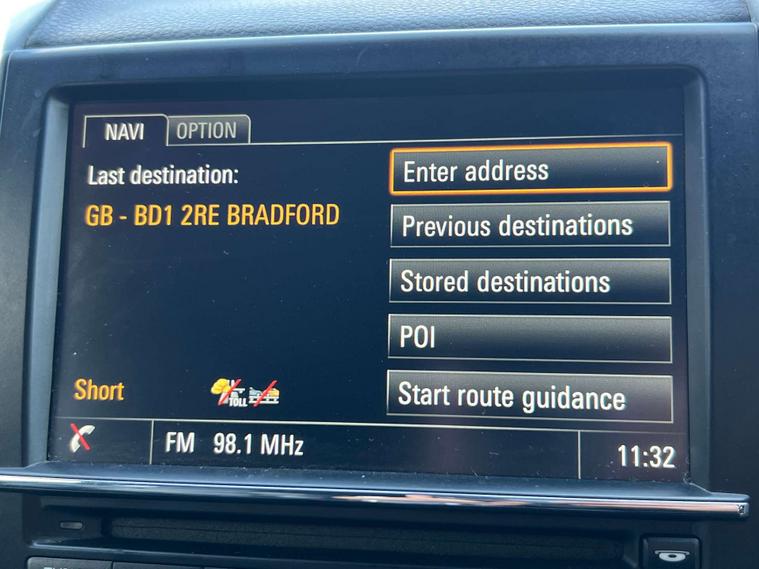 NAVI OPTION
Last destination:
GB - BD1 2RE BRADFORD
Enter address
Previous destinations
Stored destinations
POI
Start route guidance
Short
TOLL
FM 98.1 MHz
11:32